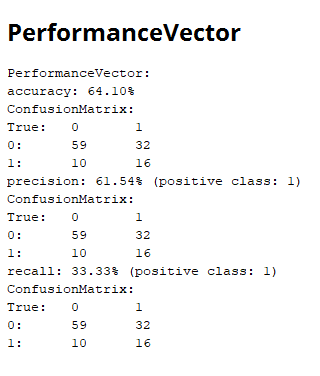 PerformanceVector
PerformanceVector:
accuracy: 64.10%
ConfusionMatrix:
True: 0 1
0: 59 32
1: 10 16
precision: 61.54% (positive class: 1)
ConfusionMatrix:
True: 0 1
0: 59 32
1: 10 16
recall: 33.33% (positive class: 1)
ConfusionMatrix:
True: 0 1
0: 59 32
1: 10 16